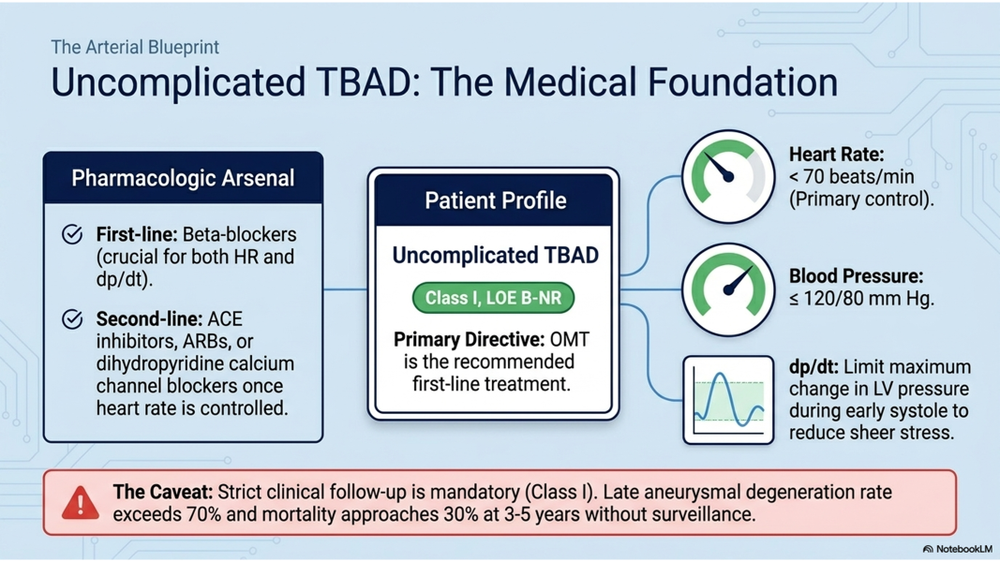 The Arterial Blueprint
Uncomplicated TBAD: The Medical Foundation
Pharmacologic Arsenal
First-line: Beta-blockers
(crucial for both HR and
dp/dt).
Second-line: ACE
inhibitors, ARBs, or
dihydropyridine calcium
channel blockers once
heart rate is controlled.
Patient Profile
Uncomplicated TBAD
Class I, LOE B-NR
Primary Directive: OMT
is the recommended
first-line treatment.
Heart Rate:
< 70 beats/min
(Primary control).
Blood Pressure:
≤ 120/80 mm Hg.
dp/dt: Limit maximum
change in LV pressure
during early systole to
reduce sheer stress.
The Caveat: Strict clinical follow-up is mandatory (Class I). Late aneurysmal degeneration rate
exceeds 70% and mortality approaches 30% at 3-5 years without surveillance.
NotebookLM